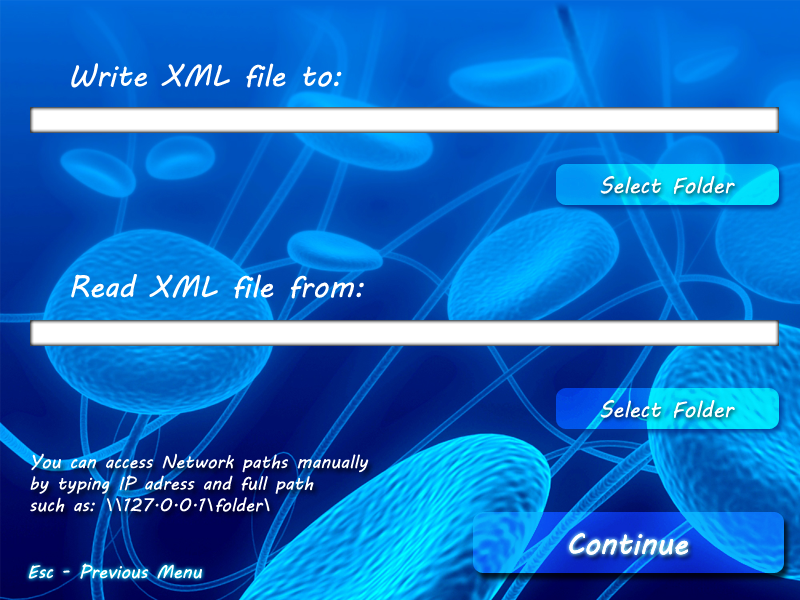 Write XML file to:
Select Folder
Read XML file from:
Select Folder
You can access Network paths manually
by typing IP adress and full path
such as: \\127.0.0.1\folder\
Continue
Esc - Previous Menu